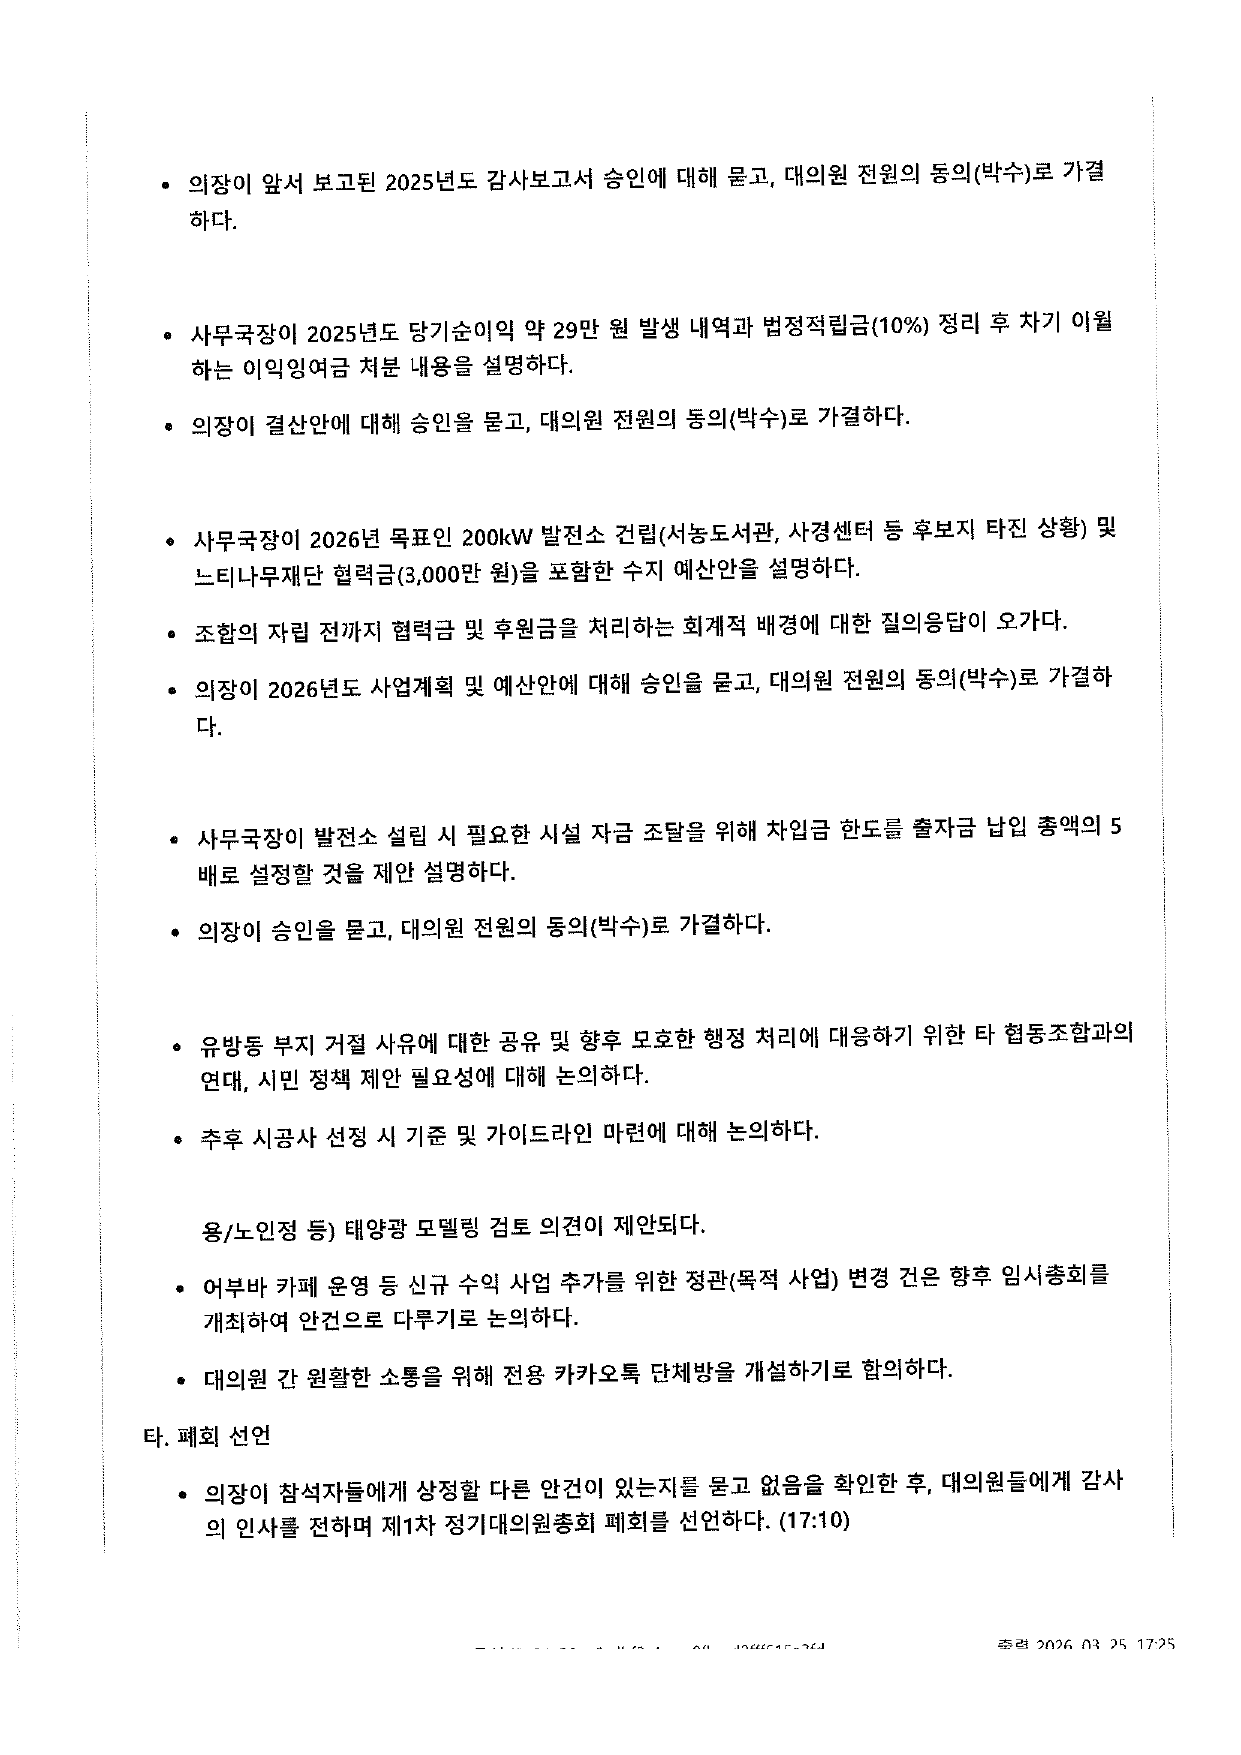 • 의장이 앞서 보고된 2025년도 감사보고서 승인에 대해 묻고, 대의원 전원의 동의(박수)로 가결
하다.
• 사무국장이 2025년도 당기순이익 약 29만 원 발생 내역과 법정적립금(10%) 정리 후 차기 이월
하는 이익잉여금 처분 내용을 설명하다.
• 의장이 결산안에 대해 승인을 묻고, 대의원 전원의 동의(박수)로 가결하다.
• 사무국장이 2026년 목표인 200kW 발전소 건립(서농도서관, 사경센터 등 후보지 타진 상황) 및
느티나무재단 협력금(3,000만 원)을 포함한 수지 예산안을 설명하다.
• 조합의 자립 전까지 협력금 및 후원금을 처리하는 회계적 배경에 대한 질의응답이 오가다.
• 의장이 2026년도 사업계획 및 예산안에 대해 승인을 묻고, 대의원 전원의 동의(박수)로 가결하
다.
• 사무국장이 발전소 설립 시 필요한 시설 자금 조달을 위해 차입금 한도를 출자금 납입 총액의 5
배로 설정할 것을 제안 설명하다.
• 의장이 승인을 묻고, 대의원 전원의 동의(박수)로 가결하다.
• 유방동 부지 거절 사유에 대한 공유 및 향후 모호한 행정 처리에 대응하기 위한 타 협동조합과의
연대, 시민 정책 제안 필요성에 대해 논의하다.
• 추후 시공사 선정 시 기준 및 가이드라인 마련에 대해 논의하다.
용/노인정 등) 태양광 모델링 검토 의견이 제안되다.
• 어부바 카페 운영 등 신규 수익 사업 추가를 위한 정관(목적 사업) 변경 건은 향후 임시총회를
개최하여 안건으로 다루기로 논의하다.
• 대의원 간 원활한 소통을 위해 전용 카카오톡 단체방을 개설하기로 합의하다.
타. 폐회 선언
• 의장이 참석자들에게 상정할 다른 안건이 있는지를 묻고 없음을 확인한 후, 대의원들에게 감사
의 인사를 전하며 제1차 정기대의원총회 폐회를 선언하다. (17:10)
출력 2026. 03. 25. 17:25